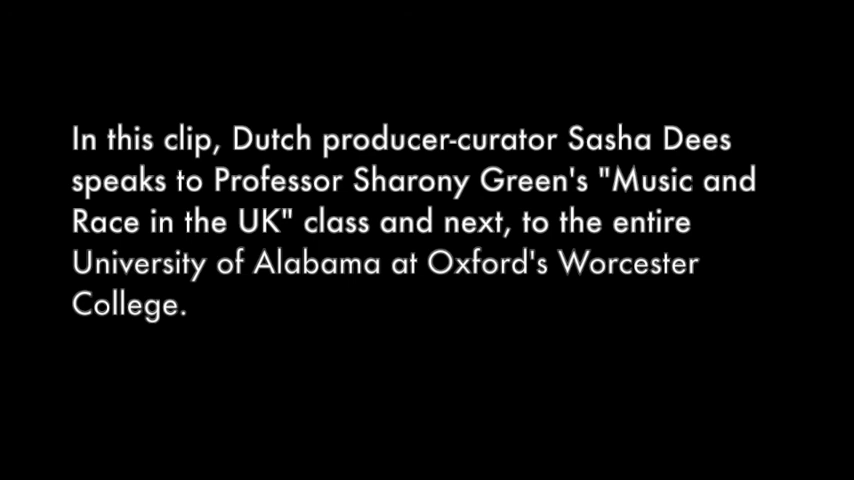 In this clip, Dutch producer-curator Sasha Dees
speaks to Professor Sharony Green's "Music and
Race in the UK" class and next, to the entire
University of Alabama at Oxford's Worcester
College.